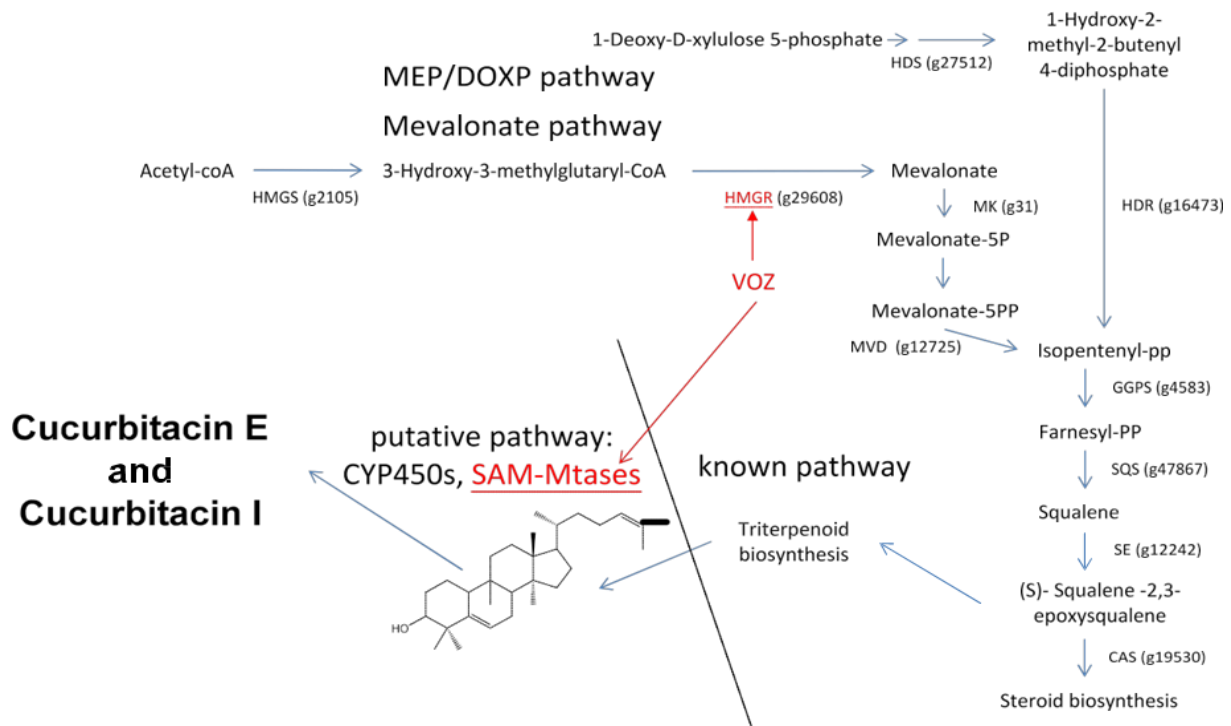 1-Deoxy-D-xylulose 5-phosphate
HDS (g27512)
1-Hydroxy-2-
methyl-2-butenyl
4-diphosphate
MEP/DOXP pathway
Mevalonate pathway
Acetyl-coA
HMGS (g2105)
3-Hydroxy-3-methylglutaryl-CoA
HMGR (g29608)
Mevalonate
MK (g31)
HDR (g16473)
Mevalonate-5P
VOZ
Mevalonate-5PP
MVD (g12725)
Isopentenyl-pp
GGPS (g4583)
Farnesyl-PP
SQS (g47867)
Squalene
SE (g12242)
(S)- Squalene -2,3-
epoxysqualene
CAS (g19530)
Steroid biosynthesis
known pathway
Triterpenoid
biosynthesis
putative pathway:
CYP450s, SAM-Mtases
HO
Cucurbitacin E
and
Cucurbitacin I